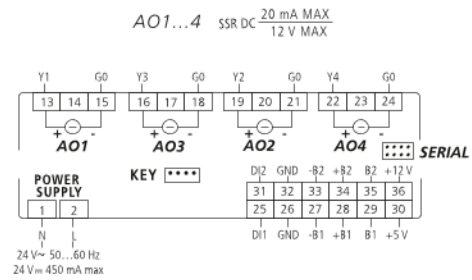 AO1...4 SSR DC 20 mA MAX
12 V MAX
Y1 G0 Y3 G0 Y2 G0 Y4 G0
13 14 15 16 17 18 19 20 21 22 23 24
+ - + - + - + -
AO1 AO3 AO2 AO4
SERIAL
KEY
POWER
SUPPLY
DI2 GND -B2 +B2 B2 +12 V
31 32 33 34 35 36
1 2 25 26 27 28 29 30
N L DI1 GND -B1 +B1 B1 +5 V
24 V~ 50...60 Hz
24 V⎓ 450 mA max